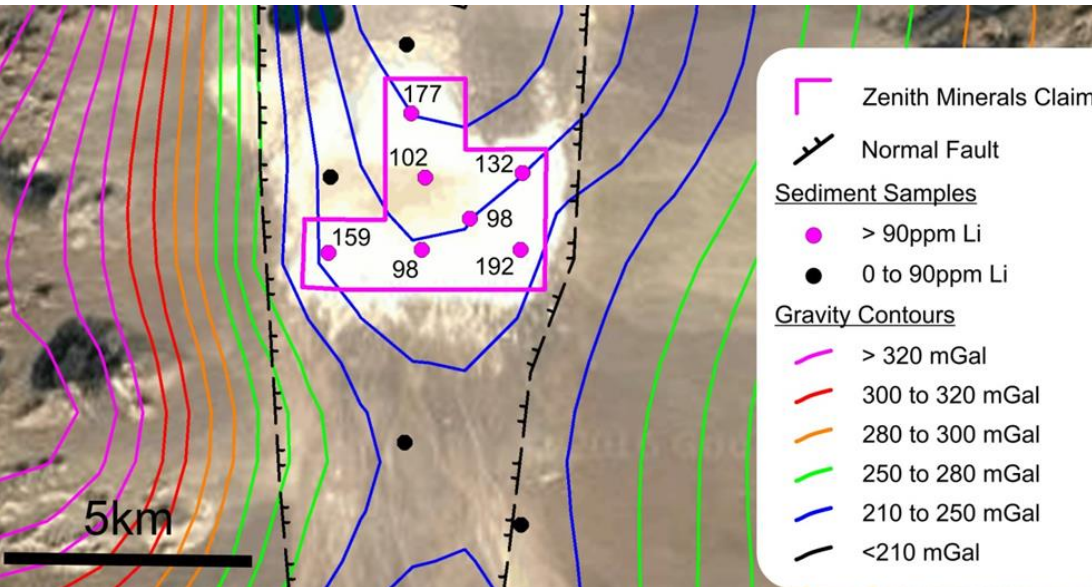 177
102
132
98
159
98
192
5km
Zenith Minerals Claim
Normal Fault
Sediment Samples
> 90ppm Li
0 to 90ppm Li
Gravity Contours
> 320 mGal
300 to 320 mGal
280 to 300 mGal
250 to 280 mGal
210 to 250 mGal
<210 mGal